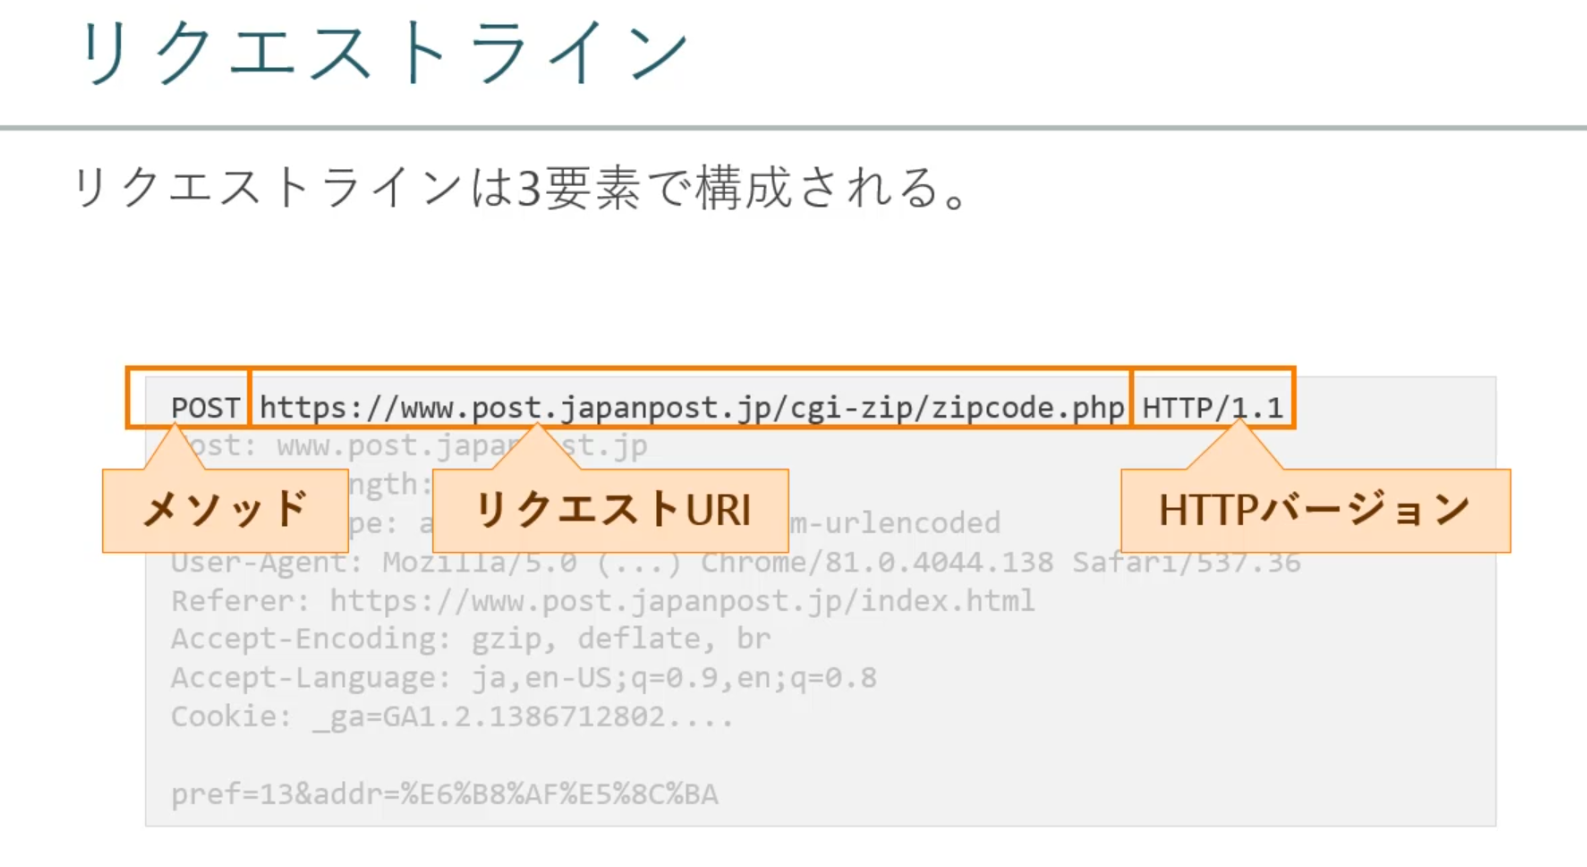 リクエストライン
リクエストラインは3要素で構成される。
POST https://www.post.japanpost.jp/cgi-zip/zipcode.php HTTP/1.1
ost: www.post.japan st.jp
メソッド
リクエストURI
HTTPバージョン
ngth:
pe: a m-urlencoded
User-Agent: Mozilla/5.0 (...) Chrome/81.0.4044.138 Safari/537.36
Referer: https://www.post.japanpost.jp/index.html
Accept-Encoding: gzip, deflate, br
Accept-Language: ja,en-US;q=0.9,en;q=0.8
Cookie: _ga=GA1.2.1386712802....
pref=13&addr=%E6%B8%AF%E5%8C%BA